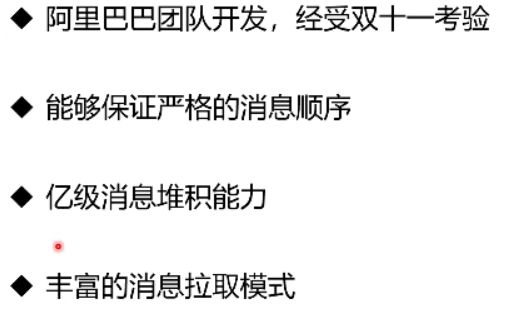 ◆ 阿里巴巴团队开发，经受双十一考验
◆ 能够保证严格的消息顺序
◆ 亿级消息堆积能力
◆ 丰富的消息拉取模式